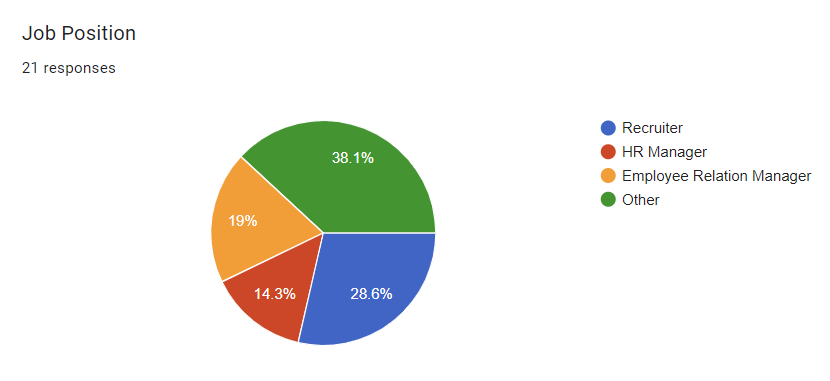 Job Position
21 responses
38.1%
19%
14.3%
28.6%
Recruiter
HR Manager
Employee Relation Manager
Other